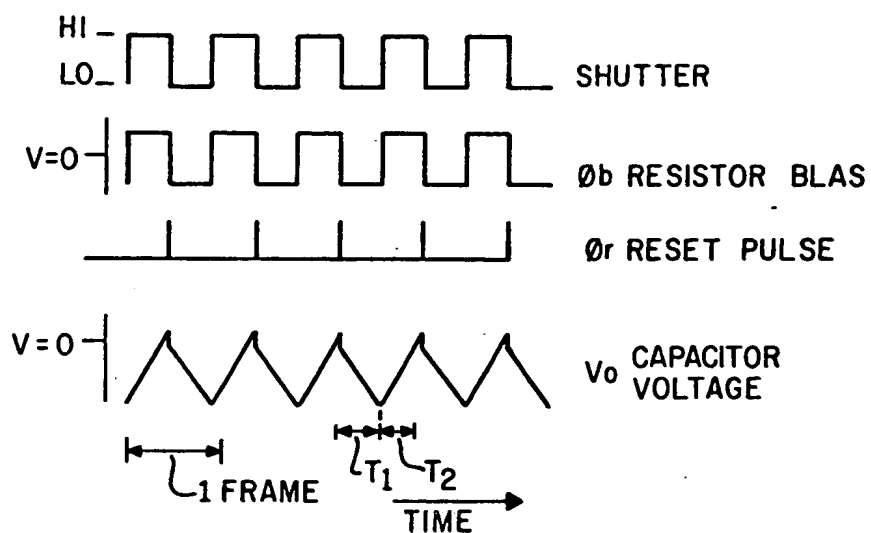 HI
LO
SHUTTER
V=0
Øb RESISTOR BLAS
Ør RESET PULSE
V=0
Vo CAPACITOR
VOLTAGE
T1
T2
1 FRAME
TIME